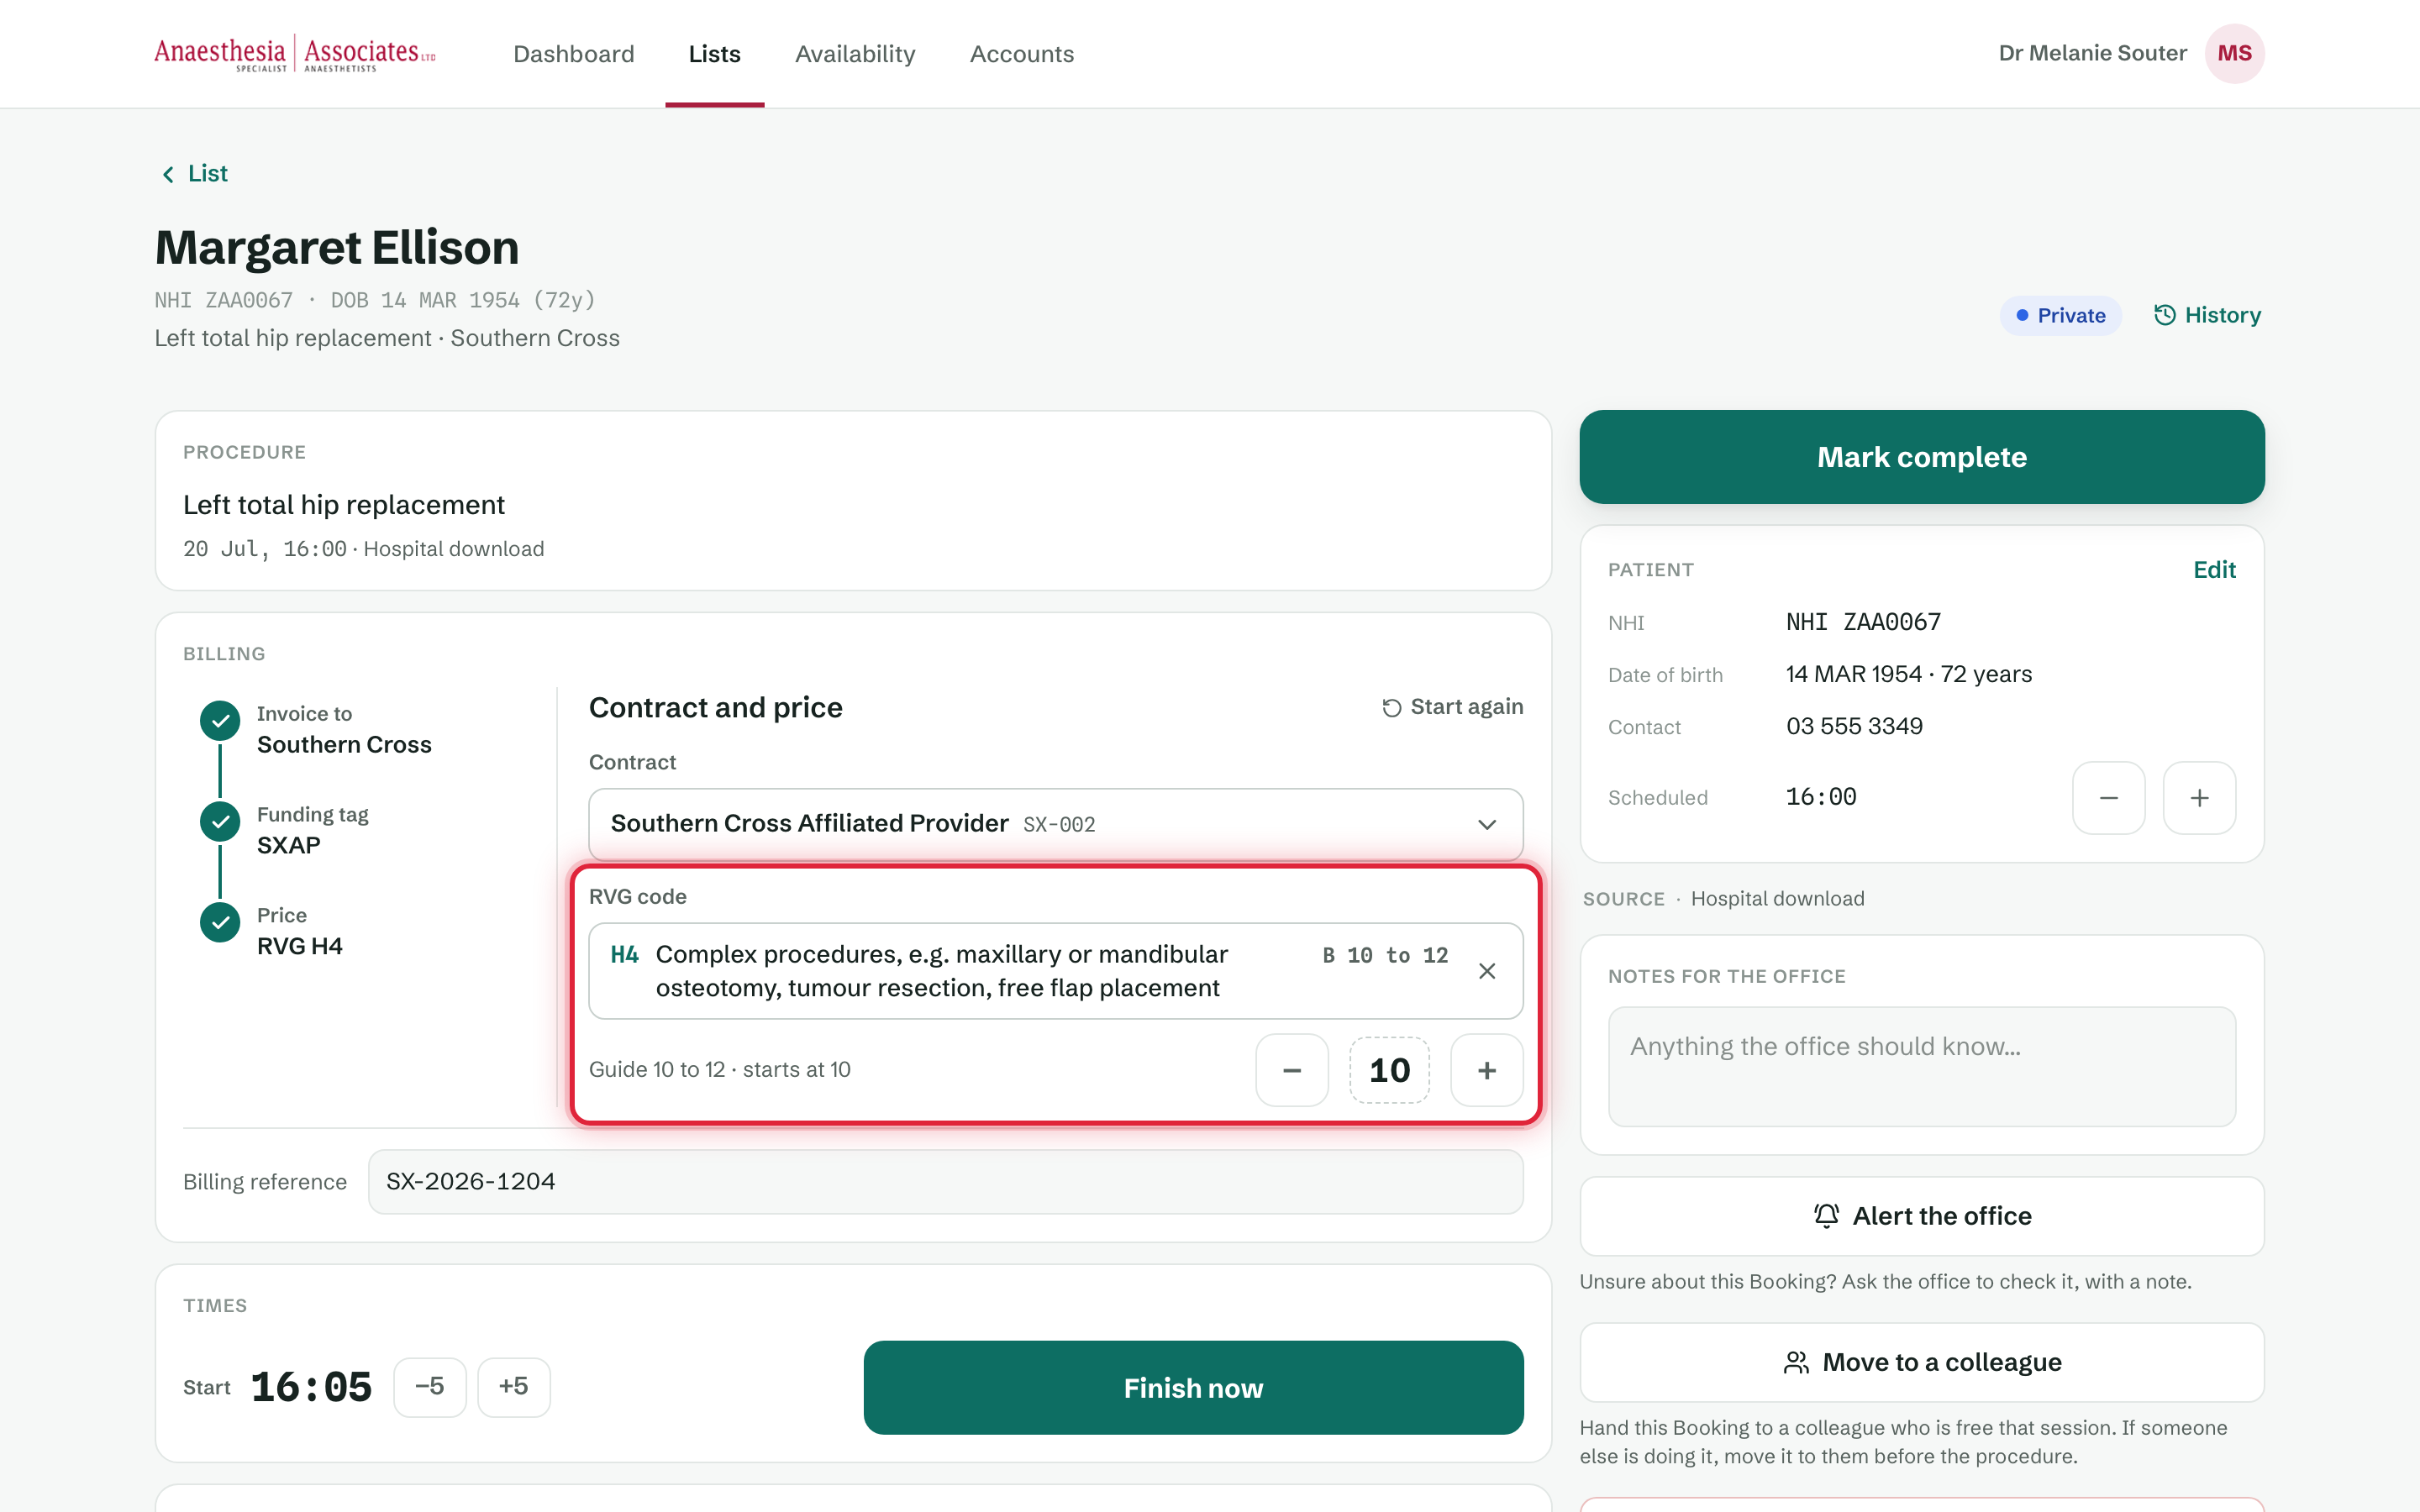 Anaesthesia Associates LTD
SPECIALIST ANAESTHETISTS
Dashboard
Lists
Availability
Accounts
Dr Melanie Souter
MS
List
Margaret Ellison
NHI ZAA0067 · DOB 14 MAR 1954 (72y)
Left total hip replacement · Southern Cross
Private
History
PROCEDURE
Left total hip replacement
20 Jul, 16:00 · Hospital download
BILLING
Invoice to
Southern Cross
Funding tag
SXAP
Price
RVG H4
Contract and price
Start again
Contract
Southern Cross Affiliated Provider SX-002
RVG code
H4 Complex procedures, e.g. maxillary or mandibular B 10 to 12
osteotomy, tumour resection, free flap placement
Guide 10 to 12 · starts at 10
− 10 +
Billing reference
SX-2026-1204
TIMES
Start 16:05 −5 +5
Finish now
Mark complete
PATIENT
Edit
NHI NHI ZAA0067
Date of birth 14 MAR 1954 · 72 years
Contact 03 555 3349
Scheduled 16:00 − +
SOURCE · Hospital download
NOTES FOR THE OFFICE
Anything the office should know...
Alert the office
Unsure about this Booking? Ask the office to check it, with a note.
Move to a colleague
Hand this Booking to a colleague who is free that session. If someone
else is doing it, move it to them before the procedure.